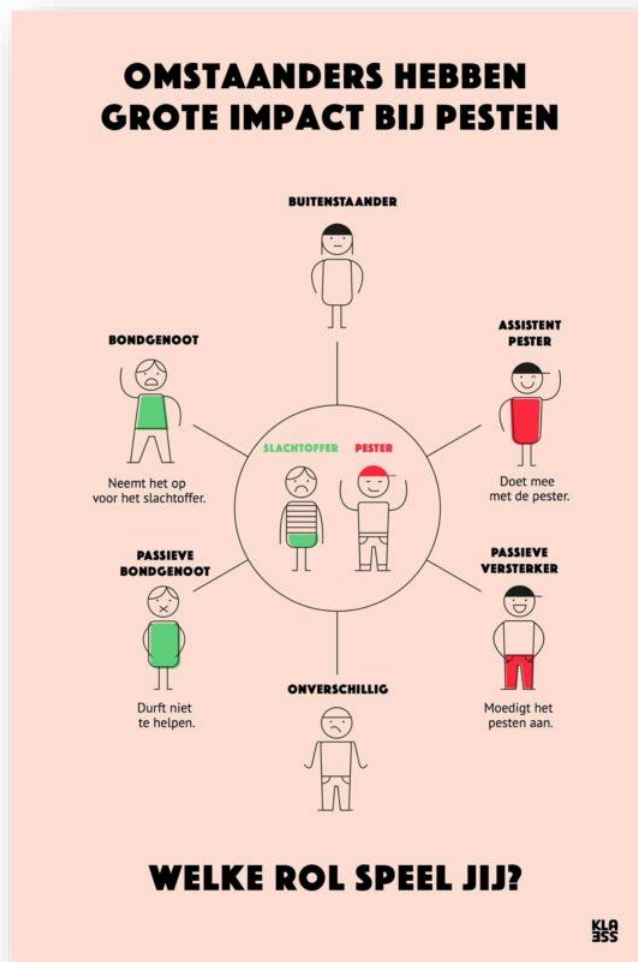 OMSTAANDERS HEBBEN
GROTE IMPACT BIJ PESTEN
BUITENSTAANDER
BONDGENOOT
ASSISTENT
PESTER
SLACHTOFFER
PESTER
Neemt het op
voor het slachtoffer.
Doet mee
met de pester.
PASSIEVE
BONDGENOOT
PASSIEVE
VERSTERKER
Durft niet
te helpen.
ONVERSCHILLIG
Moedigt het
pesten aan.
WELKE ROL SPEEL JIJ?
KLA
SSE